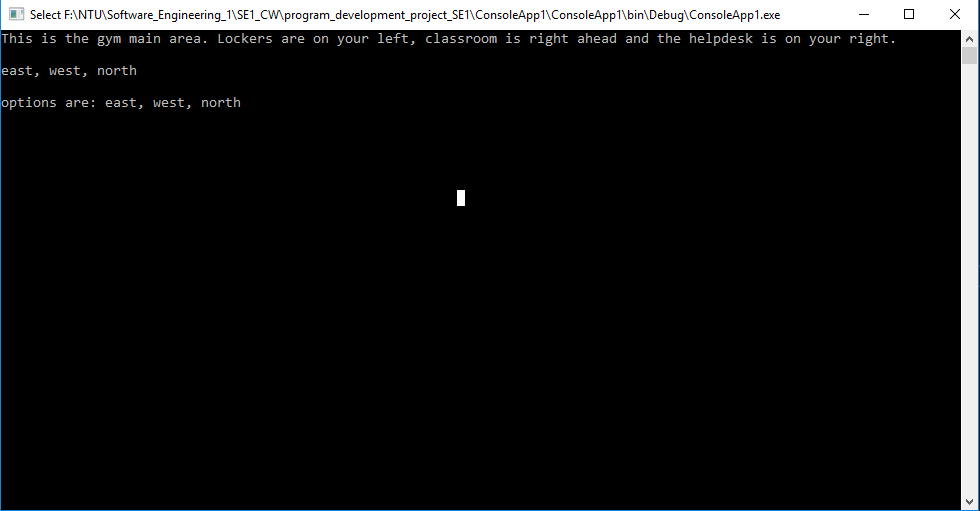 Select F:\NTU\Software_Engineering_1\SE1_CW\program_development_project_SE1\ConsoleApp1\ConsoleApp1\bin\Debug\ConsoleApp1.exe
This is the gym main area. Lockers are on your left, classroom is right ahead and the helpdesk is on your right.
east, west, north
options are: east, west, north